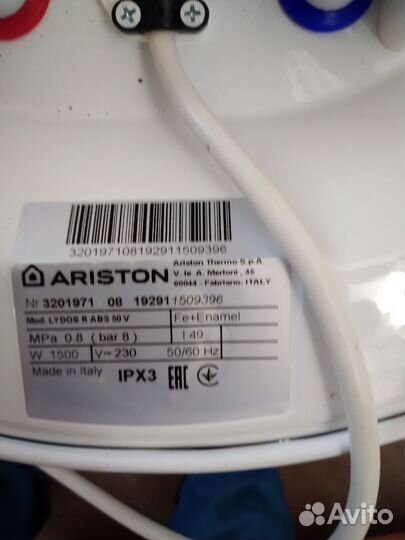 320197108192911509396
ARISTON
Ariston Thermo S.p.A
V. le A. Merloni , 45
60044 - Fabriano: ITALY
Nr 3201971 08 19291 1509396
Mod. LYDOS R ABS 50 V Fe+Enamel
MPa 0.8 ( bar 8 ) l 49
W 1500 V~ 230 50/60 Hz
Made in Italy IPX3 EAC
Avito